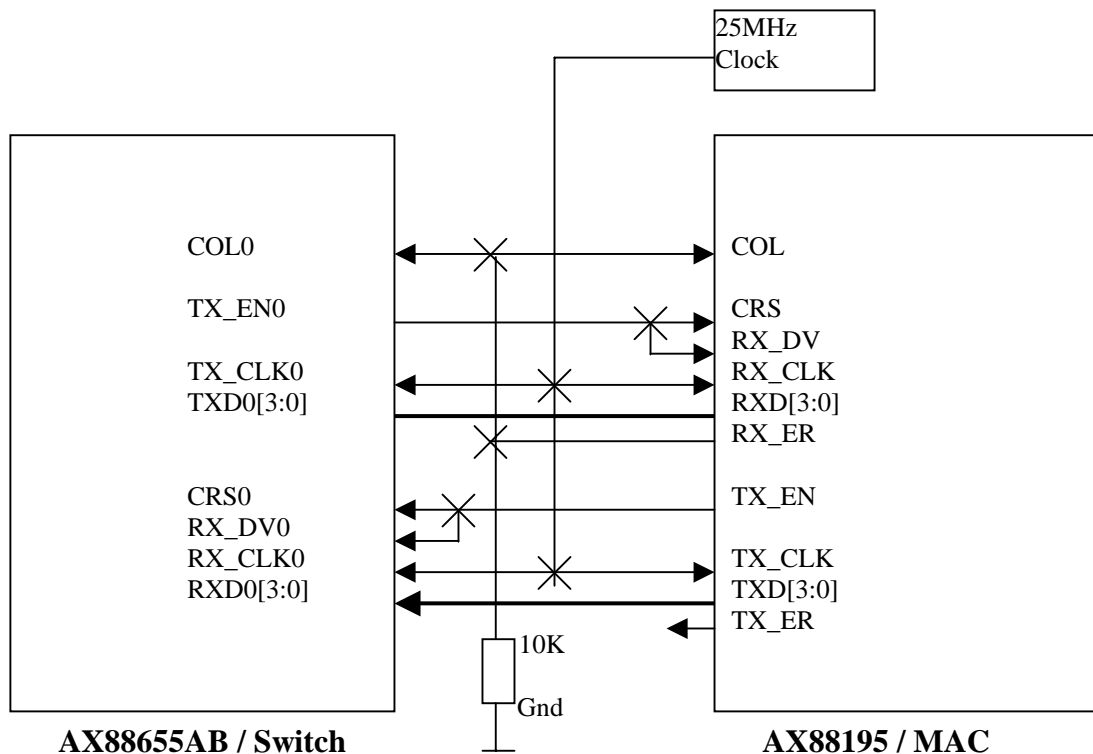 25MHz
Clock
COL0
TX_EN0
TX_CLK0
TXD0[3:0]
CRS0
RX_DV0
RX_CLK0
RXD0[3:0]
COL
CRS
RX_DV
RX_CLK
RXD[3:0]
RX_ER
TX_EN
TX_CLK
TXD[3:0]
TX_ER
10K
Gnd
AX88655AB / Switch
AX88195 / MAC